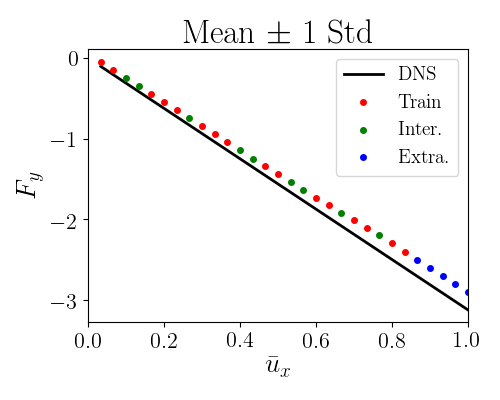 Mean ± 1 Std
0
−1
−2
−3
F_y
DNS
Train
Inter.
Extra.
0.0 0.2 0.4 0.6 0.8 1.0
ū_x